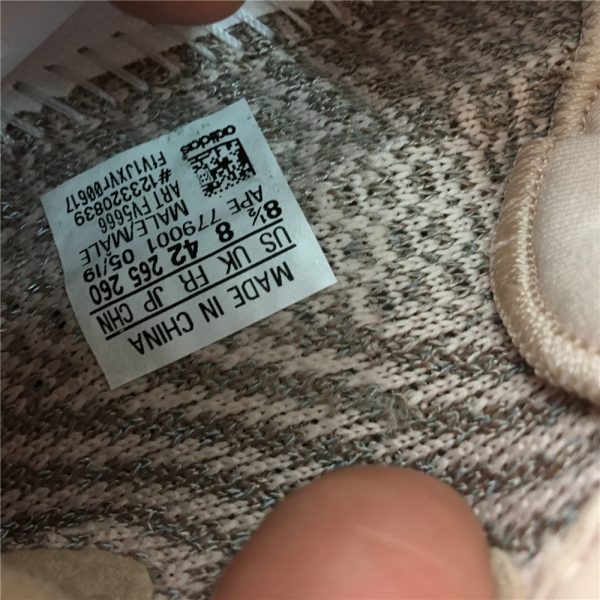 MADE IN CHINA
US UK FR JP CHN
8½ 8 42 265 260
APE 779001 05/19
MALE/MALE
ART FV5666
#123320839
F1V1JXVr00617
adidas